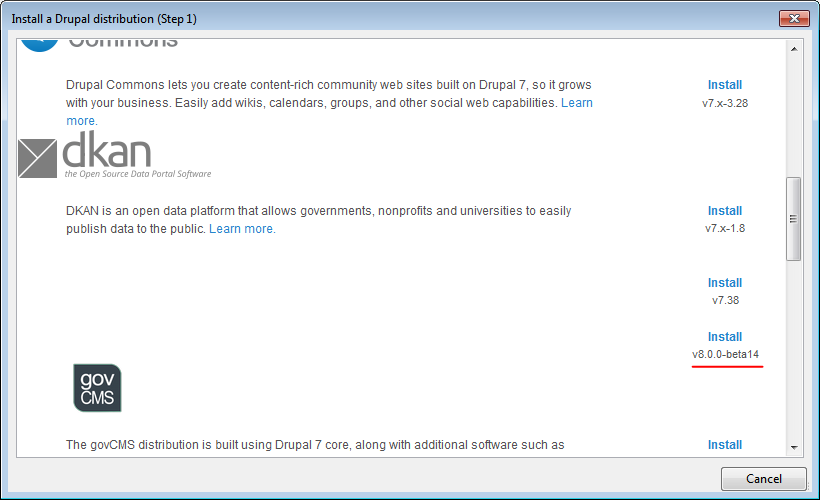 Install a Drupal distribution (Step 1)
Commons
Drupal Commons lets you create content-rich community web sites built on Drupal 7, so it grows
Install
with your business. Easily add wikis, calendars, groups, and other social web capabilities. Learn
v7.x-3.28
more.
dkan
the Open Source Data Portal Software
DKAN is an open data platform that allows governments, nonprofits and universities to easily
Install
publish data to the public. Learn more.
v7.x-1.8
Install
v7.38
Install
v8.0.0-beta14
gov
CMS
The govCMS distribution is built using Drupal 7 core, along with additional software such as
Install
Cancel